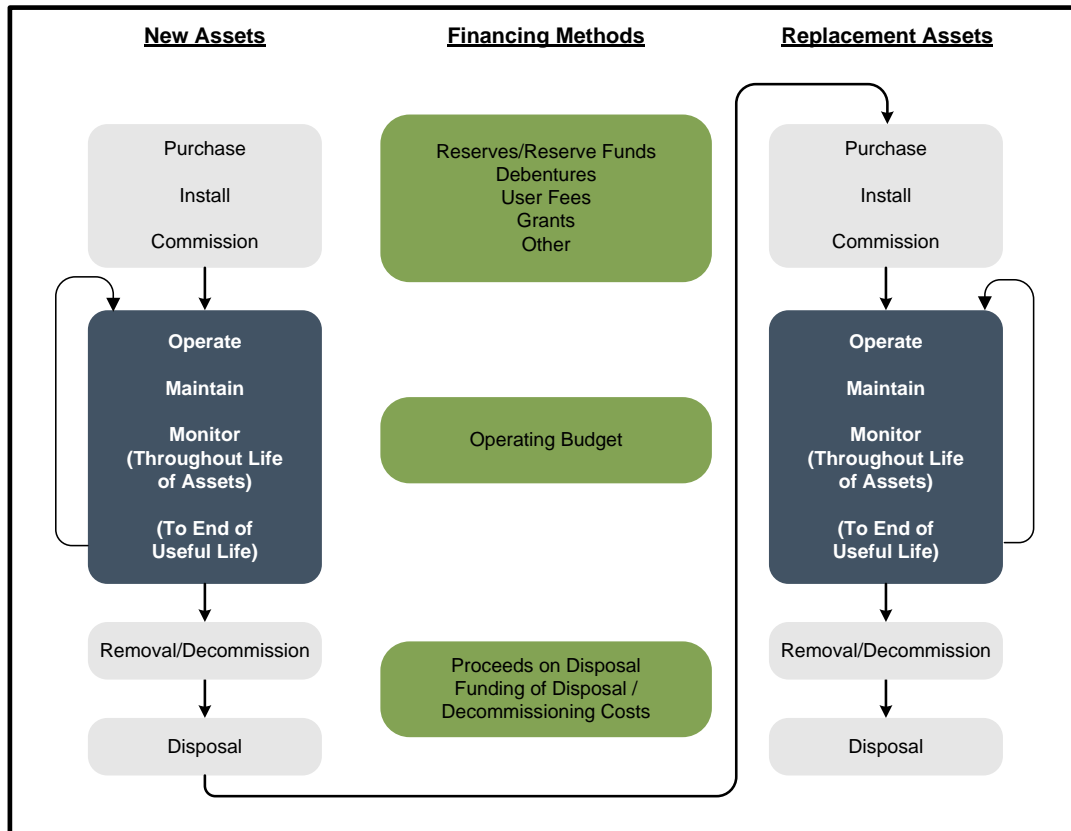 New Assets
Purchase
Install
Commission
Operate
Maintain
Monitor
(Throughout Life
of Assets)
(To End of
Useful Life)
Removal/Decommission
Disposal
Financing Methods
Reserves/Reserve Funds
Debentures
User Fees
Grants
Other
Operating Budget
Proceeds on Disposal
Funding of Disposal /
Decommissioning Costs
Replacement Assets
Purchase
Install
Commission
Operate
Maintain
Monitor
(Throughout Life
of Assets)
(To End of
Useful Life)
Removal/Decommission
Disposal